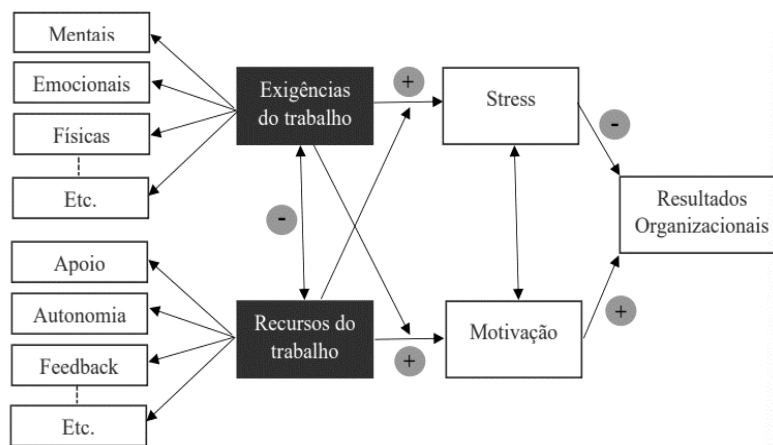 Mentais
Emocionais
Físicas
Etc.
Apoio
Autonomia
Feedback
Etc.
Exigências
do trabalho
-
Recursos do
trabalho
+
+
Stress
Motivação
-
+
Resultados
Organizacionais